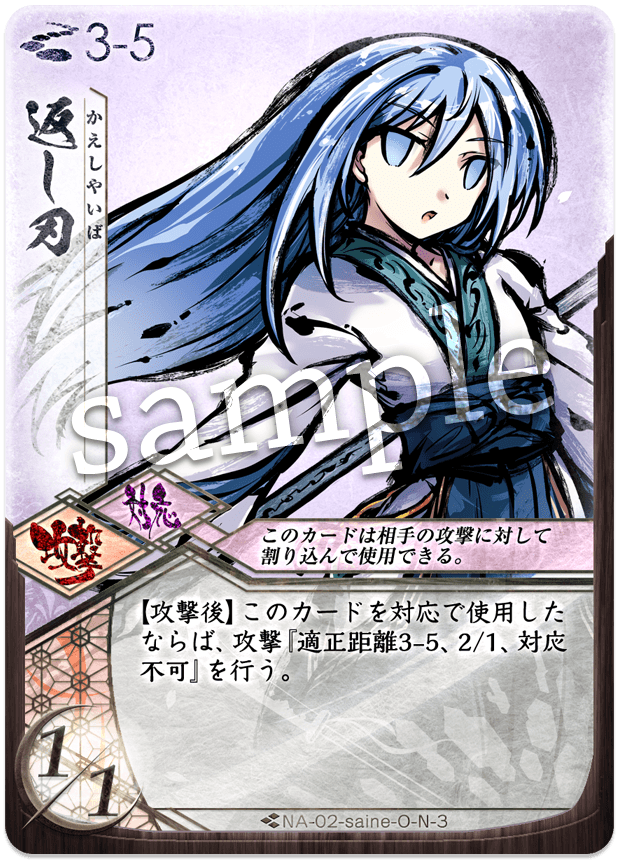 3-5
返し刃
かえしやいば
sample
対応
攻撃
このカードは相手の攻撃に対して
割り込んで使用できる。
【攻撃後】このカードを対応で使用した
ならば、攻撃『適正距離3-5、2/1、対応
不可』を行う。
1/1
NA-02-saine-O-N-3